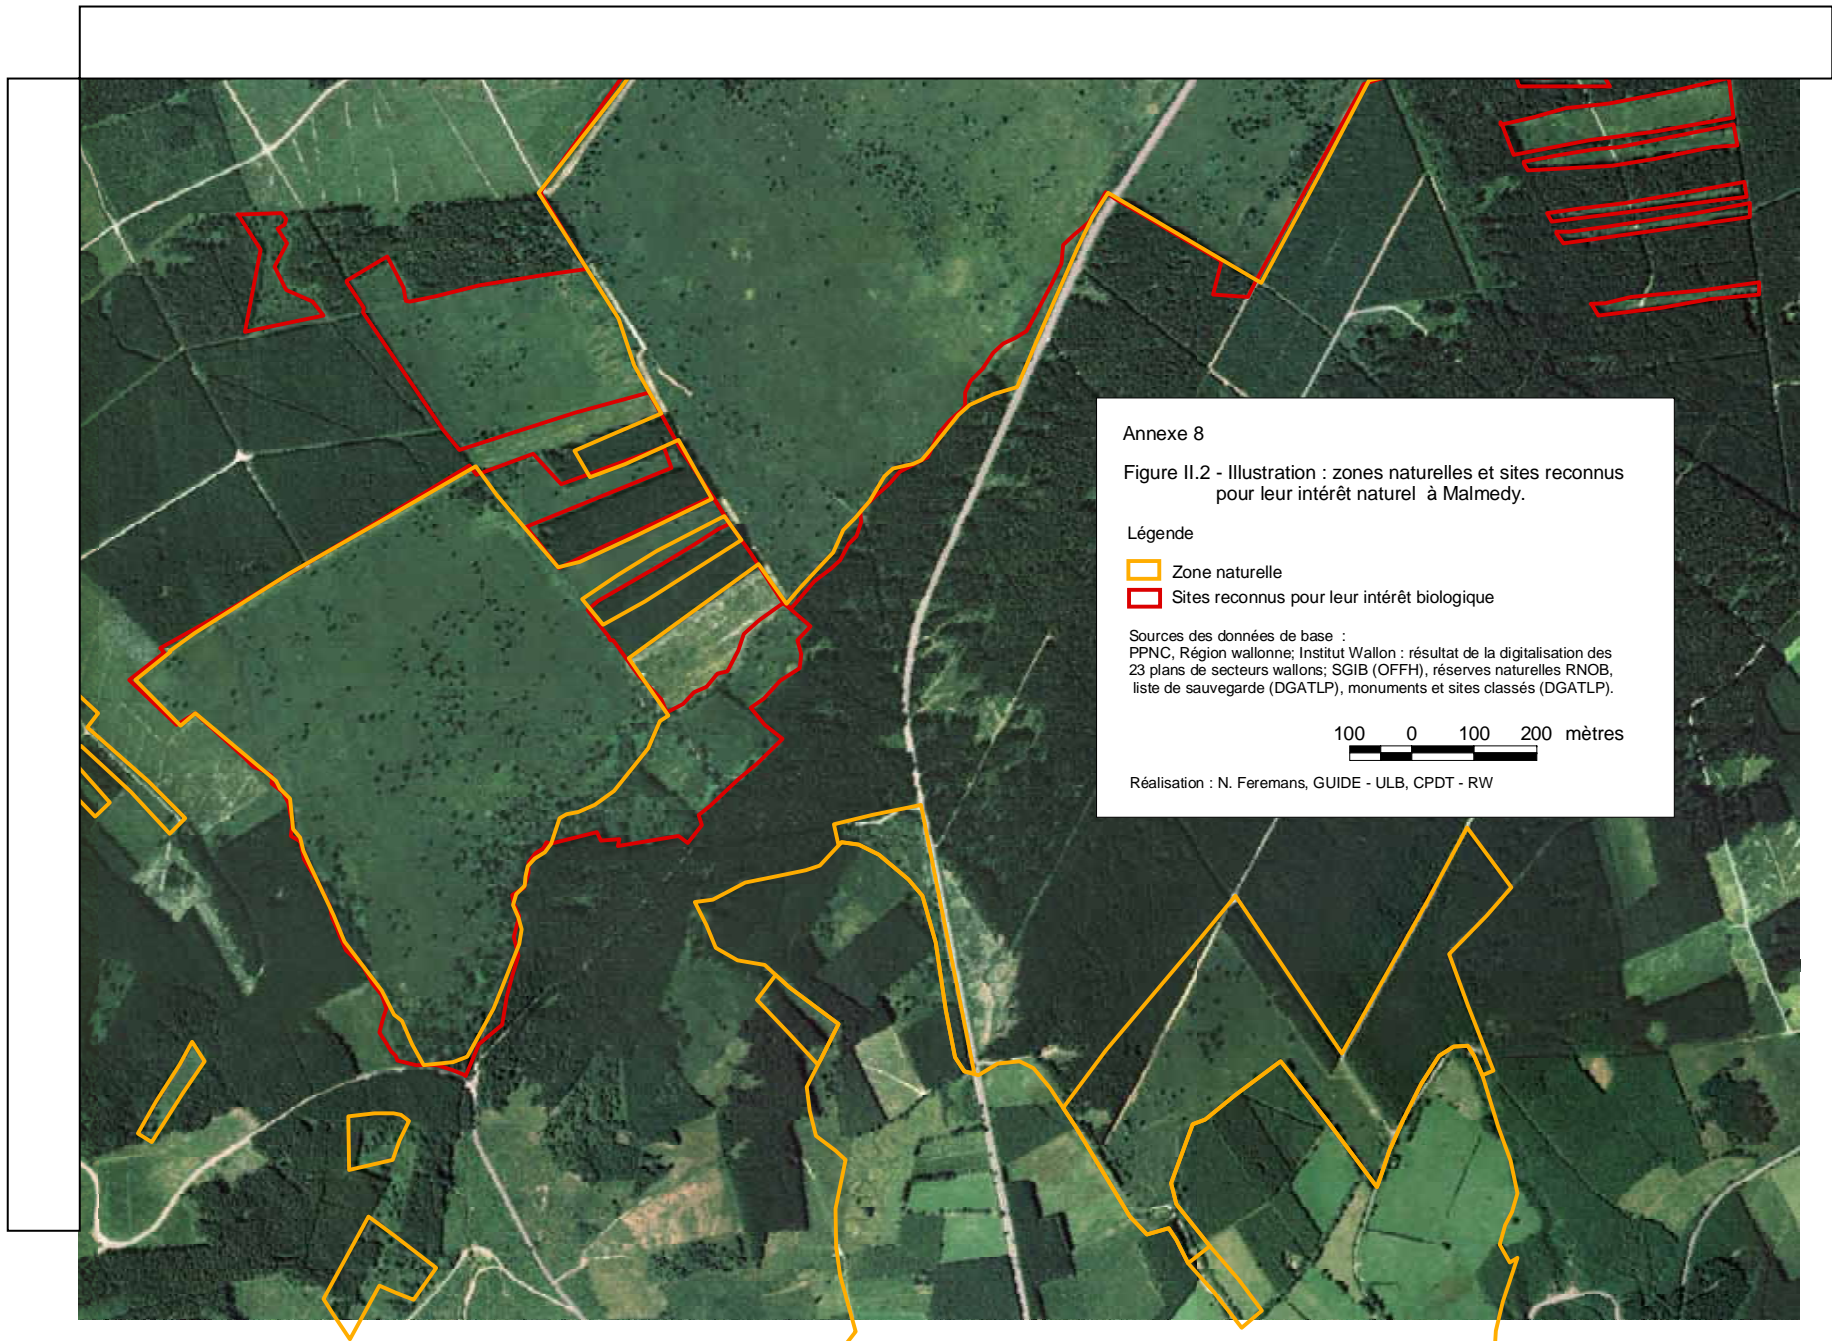 Annexe 8
Figure II.2 - Illustration : zones naturelles et sites reconnus
pour leur intérêt naturel à Malmedy.
Légende
Zone naturelle
Sites reconnus pour leur intérêt biologique
Sources des données de base :
PPNC, Région wallonne; Institut Wallon : résultat de la digitalisation des
23 plans de secteurs wallons; SGIB (OFFH), réserves naturelles RNOB,
liste de sauvegarde (DGATLP), monuments et sites classés (DGATLP).
100 0 100 200 mètres
Réalisation : N. Feremans, GUIDE - ULB, CPDT - RW